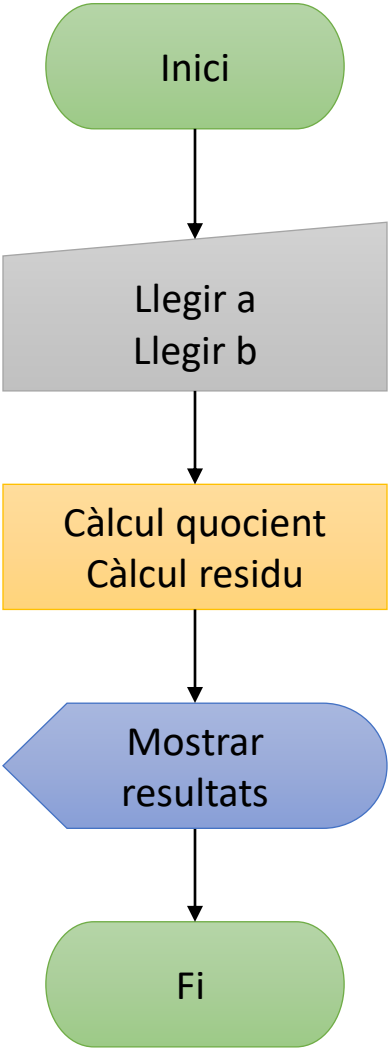 Inici
Llegir a
Llegir b
Càlcul quocient
Càlcul residu
Mostrar
resultats
Fi